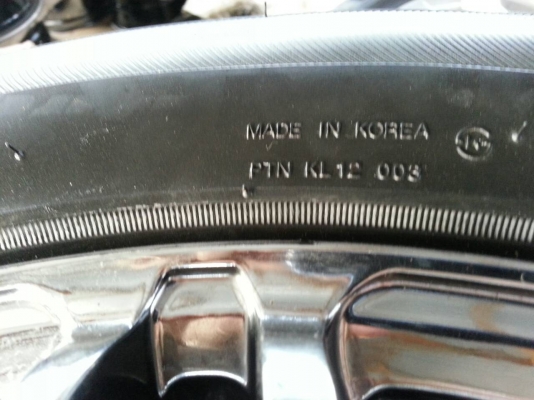 MADE IN KOREA
PTN KL12 003